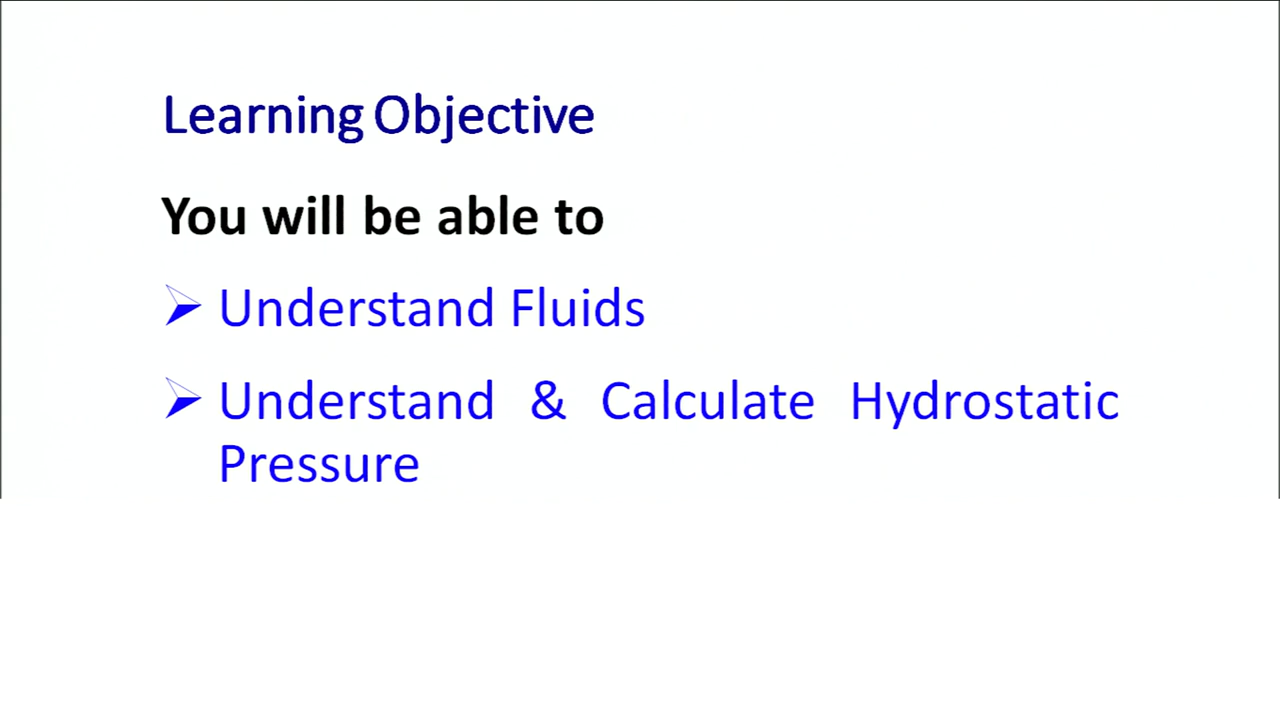 Learning Objective
You will be able to
➢ Understand Fluids
➢ Understand & Calculate Hydrostatic
Pressure